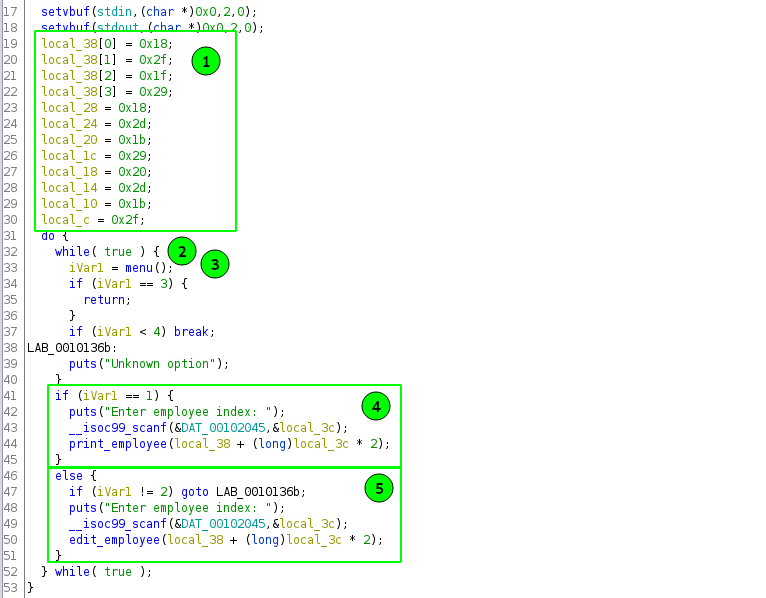 17 setvbuf(stdin,(char *)0x0,2,0);
18 setvbuf(stdout,(char *)0x0,2,0);
19 local_38[0] = 0x18;
20 local_38[1] = 0x2f;
1
21 local_38[2] = 0x1f;
22 local_38[3] = 0x29;
23 local_28 = 0x18;
24 local_24 = 0x2d;
25 local_20 = 0x1b;
26 local_1c = 0x29;
27 local_18 = 0x20;
28 local_14 = 0x2d;
29 local_10 = 0x1b;
30 local_c = 0x2f;
31 do {
32 while( true ) {
2
3
33 iVar1 = menu();
34 if (iVar1 == 3) {
35 return;
36 }
37 if (iVar1 < 4) break;
38 LAB_0010136b:
39 puts("Unknown option");
40 }
41 if (iVar1 == 1) {
4
42 puts("Enter employee index: ");
43 __isoc99_scanf(&DAT_00102045,&local_3c);
44 print_employee(local_38 + (long)local_3c * 2);
45 }
46 else {
5
47 if (iVar1 != 2) goto LAB_0010136b;
48 puts("Enter employee index: ");
49 __isoc99_scanf(&DAT_00102045,&local_3c);
50 edit_employee(local_38 + (long)local_3c * 2);
51 }
52 } while( true );
53 }